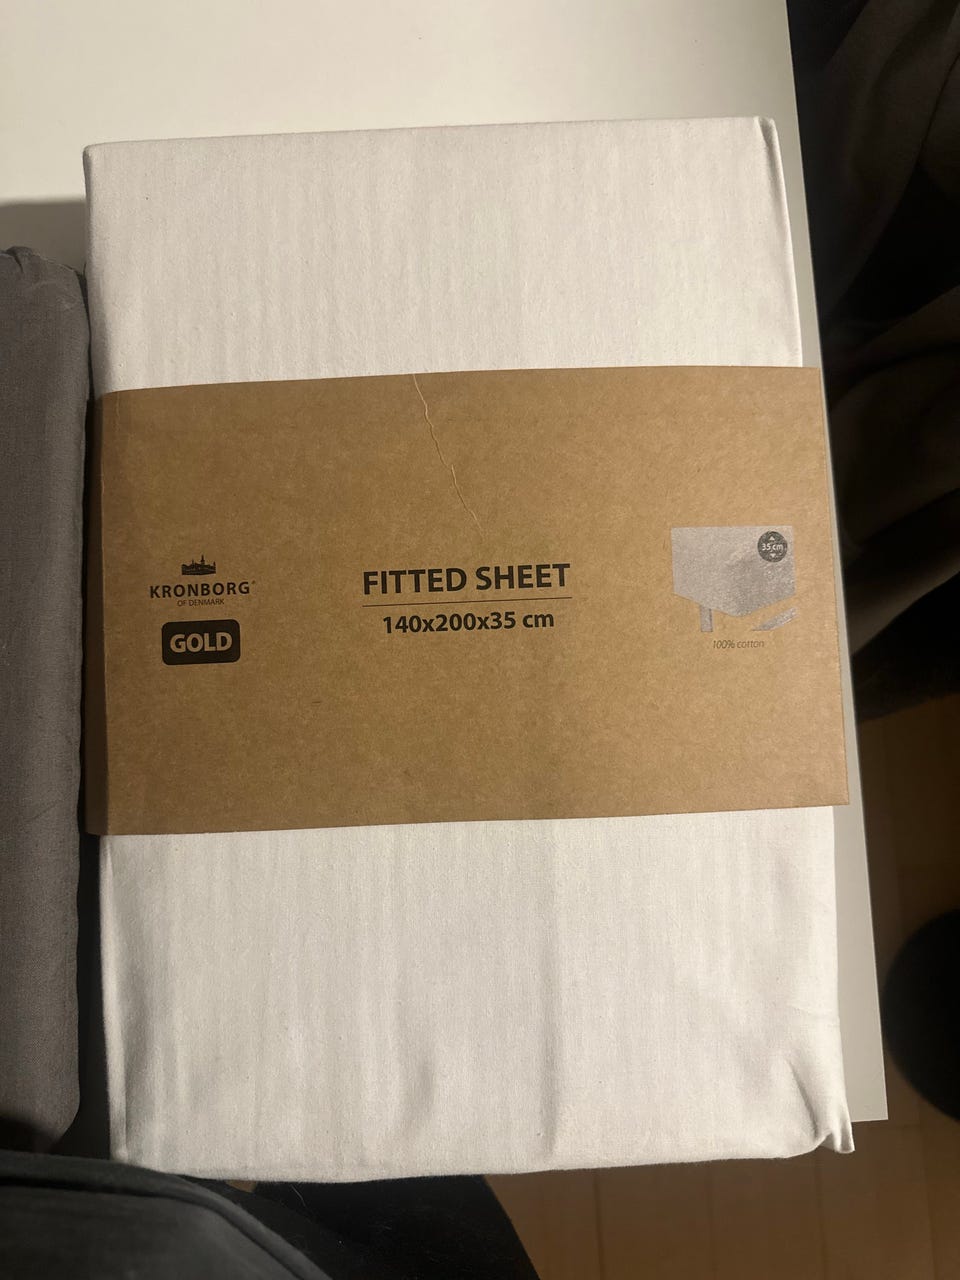 KRONBORG®
OF DENMARK
GOLD
FITTED SHEET
140x200x35 cm
35 cm
100% cotton